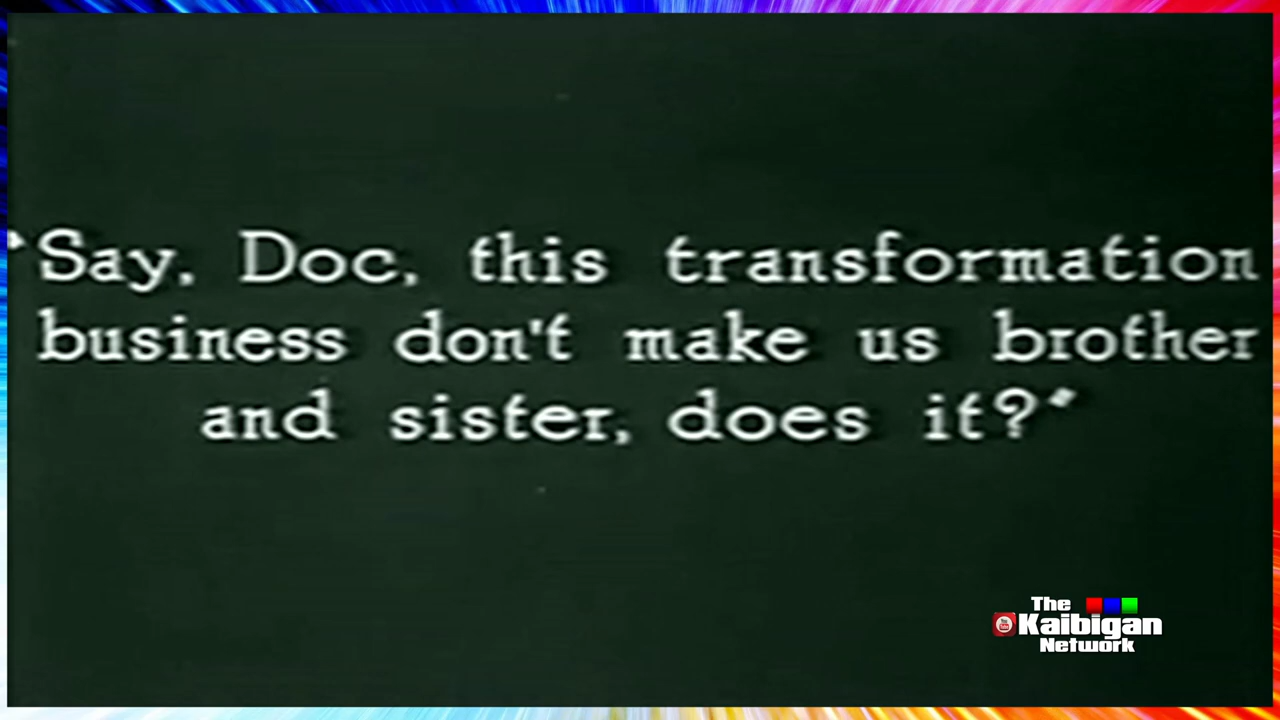 "Say, Doc, this transformation
business don't make us brother
and sister, does it?"
The
Kaibigan
Network